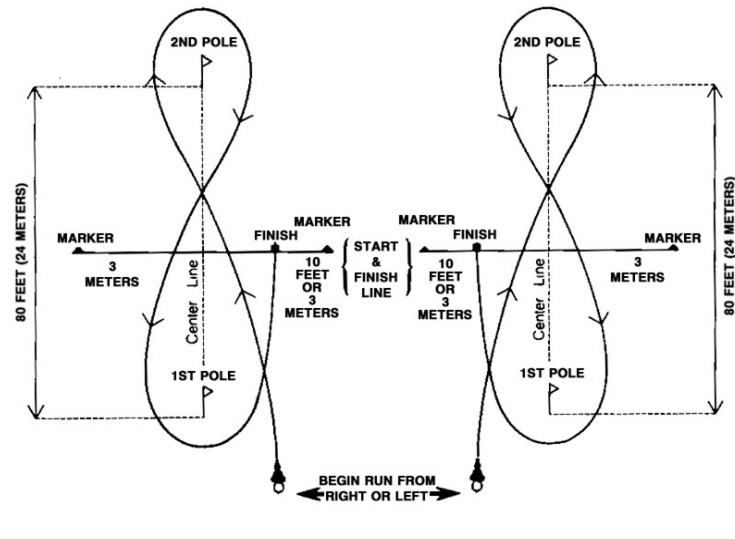 2ND POLE
2ND POLE
80 FEET (24 METERS)
MARKER
3
METERS
FINISH
MARKER
10
FEET
OR
3
METERS
START
&
FINISH
LINE
MARKER
FINISH
10
FEET
OR
3
METERS
MARKER
3
METERS
80 FEET (24 METERS)
Center Line
Center Line
1ST POLE
1ST POLE
BEGIN RUN FROM
RIGHT OR LEFT